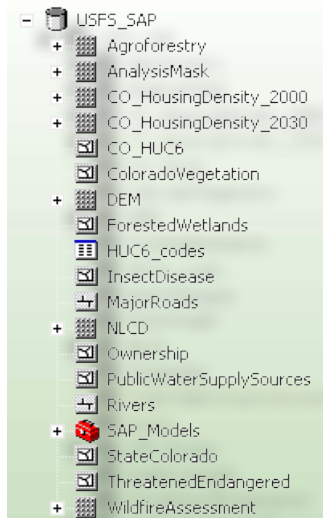 USFS_SAP
Agroforestry
AnalysisMask
CO_HousingDensity_2000
CO_HousingDensity_2030
CO_HUC6
ColoradoVegetation
DEM
ForestedWetlands
HUC6_codes
InsectDisease
MajorRoads
NLCD
Ownership
PublicWaterSupplySources
Rivers
SAP_Models
StateColorado
ThreatenedEndangered
WildfireAssessment